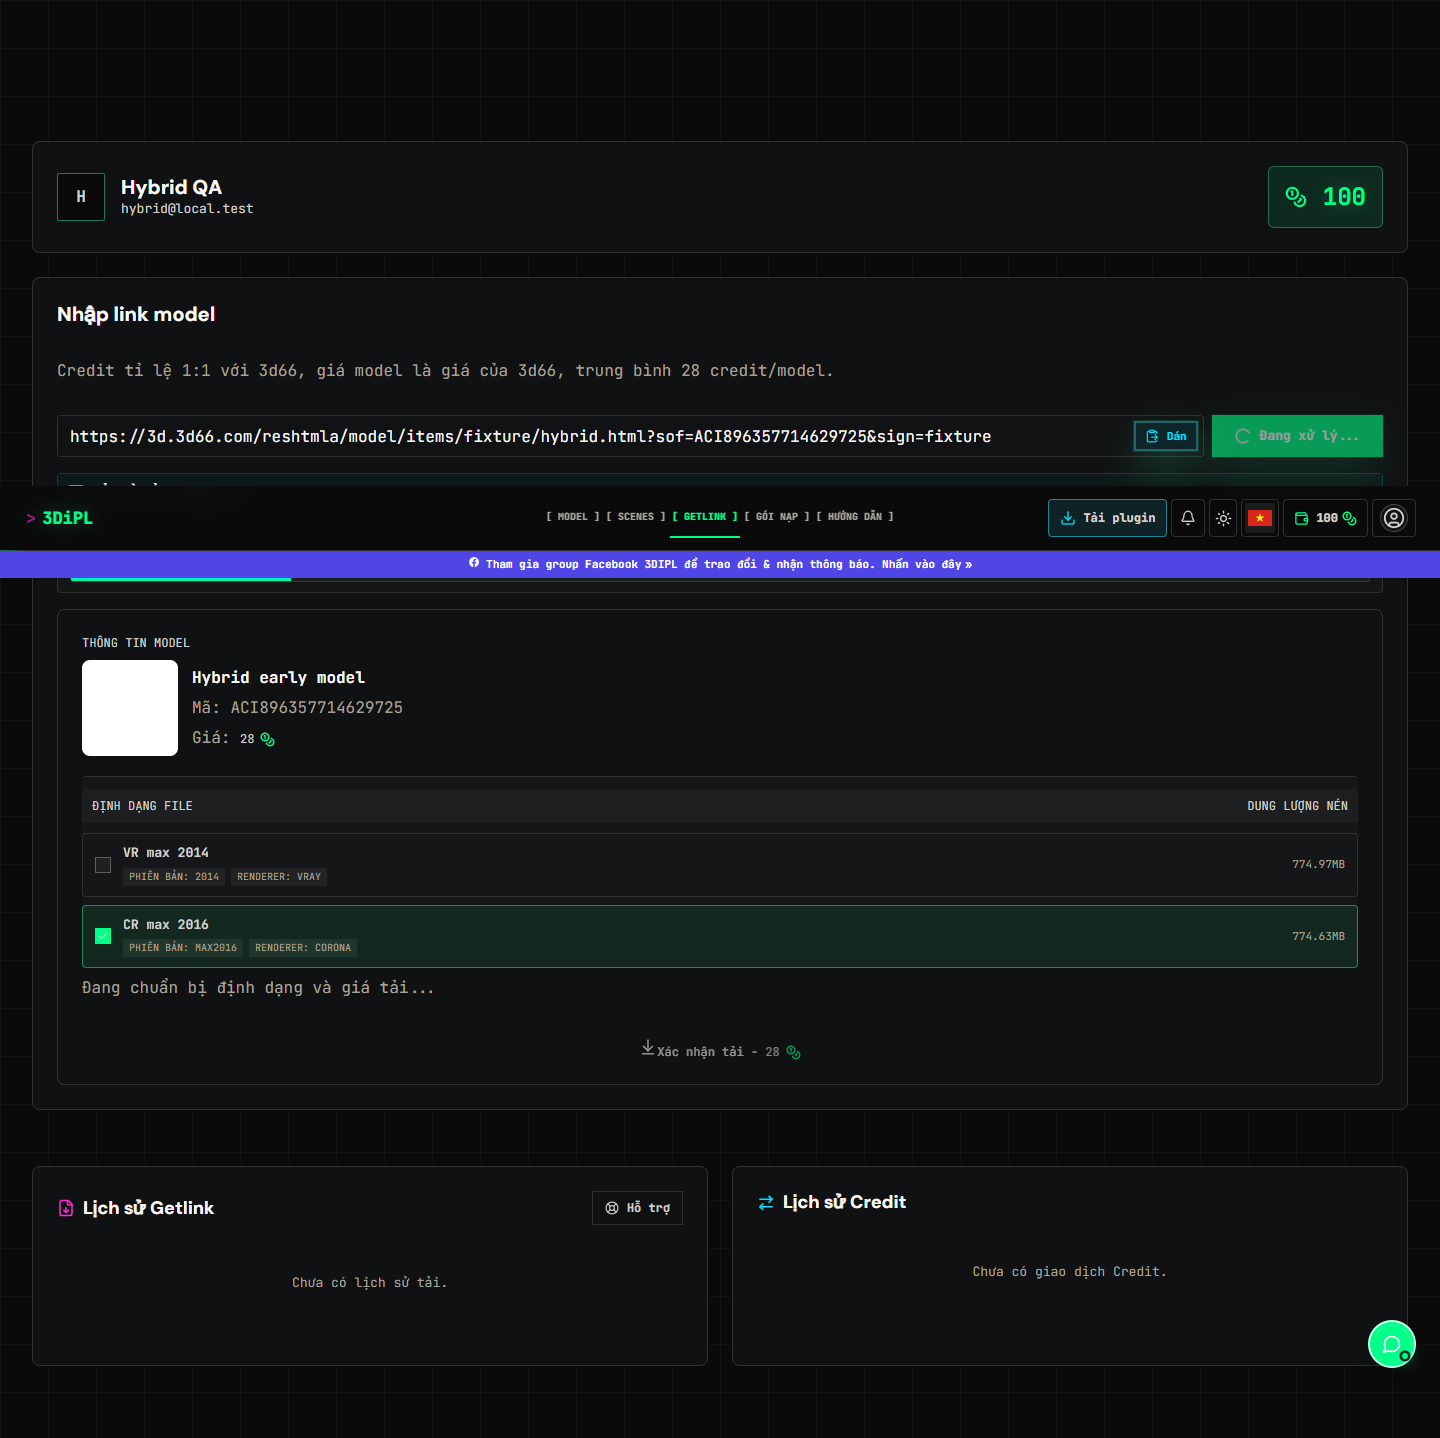 H
Hybrid QA
hybrid@local.test
100
Nhập link model
Credit tỉ lệ 1:1 với 3d66, giá model là giá của 3d66, trung bình 28 credit/model.
https://3d.3d66.com/reshtmla/model/items/fixture/hybrid.html?sof=ACI896357714629725&sign=fixture
Dán
Đang xử lý...
> 3DiPL
[ MODEL ] [ SCENES ] [ GETLINK ] [ GÓI NẠP ] [ HƯỚNG DẪN ]
Tải plugin
100
Tham gia group Facebook 3DIPL để trao đổi & nhận thông báo. Nhấn vào đây »
THÔNG TIN MODEL
Hybrid early model
Mã: ACI896357714629725
Giá: 28
ĐỊNH DẠNG FILE
DUNG LƯỢNG NÉN
VR max 2014
PHIÊN BẢN: 2014 RENDERER: VRAY
774.97MB
CR max 2016
PHIÊN BẢN: MAX2016 RENDERER: CORONA
774.63MB
Đang chuẩn bị định dạng và giá tải...
Xác nhận tải - 28
Lịch sử Getlink
Hỗ trợ
Chưa có lịch sử tải.
Lịch sử Credit
Chưa có giao dịch Credit.